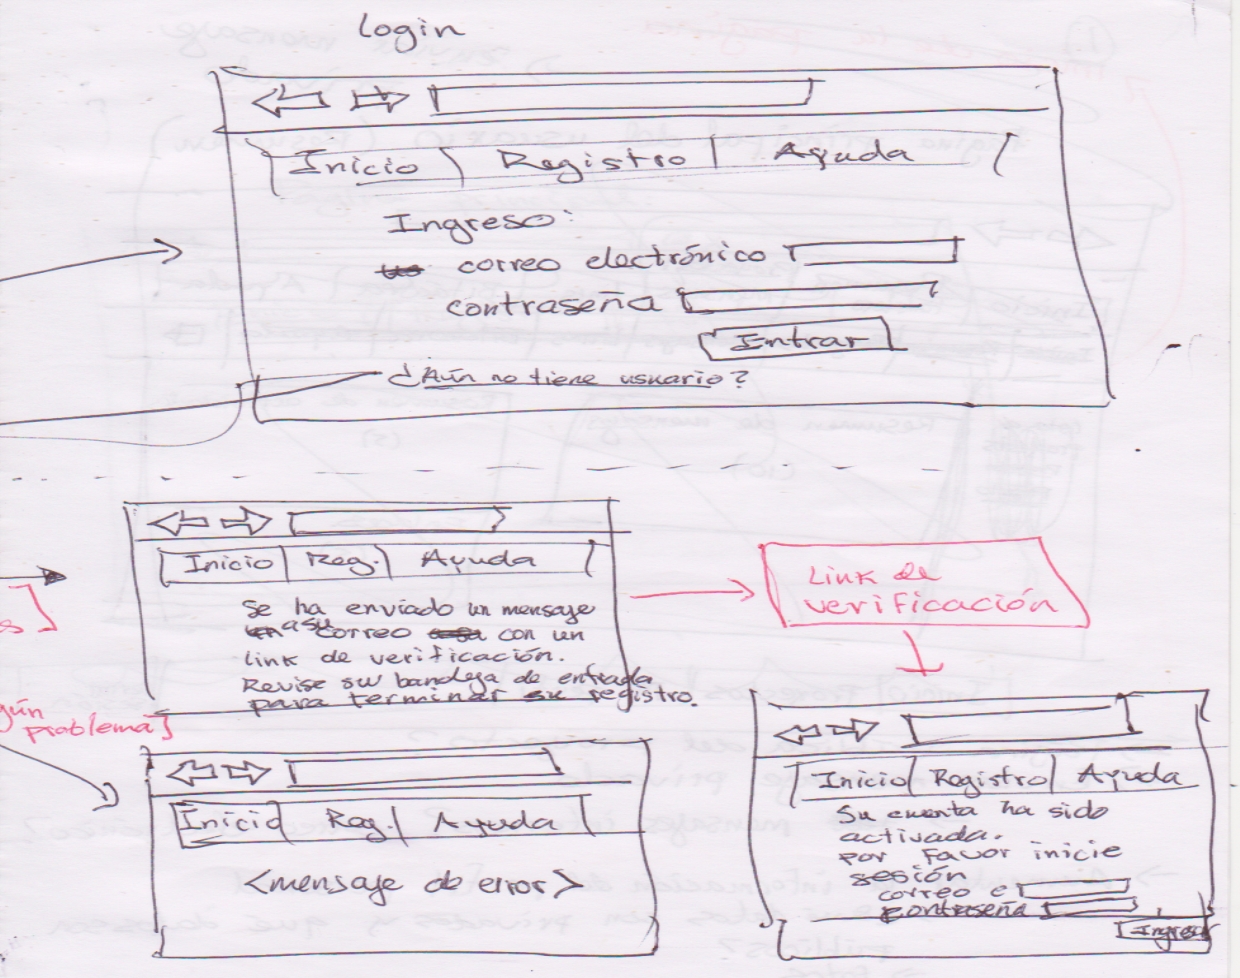 login
Inicio Registro Ayuda
Ingreso:
correo electrónico
contraseña
Entrar
¿Aún no tiene usuario?
Inicio Reg. Ayuda
Se ha enviado un mensaje
a su correo con un
link de verificación.
Revise su bandeja de entrada
para terminar su registro.
Link de
verificación
problema]
Inicio Reg. Ayuda
<mensaje de error>
Inicio Registro Ayuda
Su cuenta ha sido
activada.
por favor inicie
sesión
correo e
contraseña
Ingresar